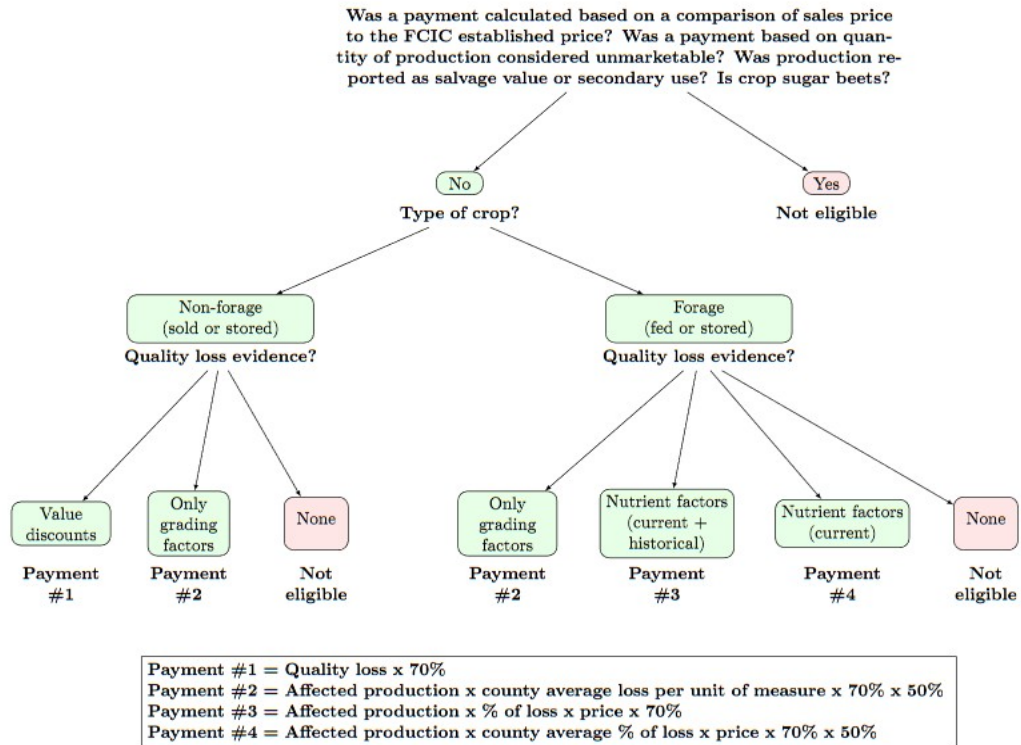 Was a payment calculated based on a comparison of sales price
to the FCIC established price? Was a payment based on quan-
tity of production considered unmarketable? Was production re-
ported as salvage value or secondary use? Is crop sugar beets?
No
Yes
Type of crop?
Not eligible
Non-forage
(sold or stored)
Forage
(fed or stored)
Quality loss evidence?
Quality loss evidence?
Value
discounts
Only
grading
factors
None
Only
grading
factors
Nutrient factors
(current +
historical)
Nutrient factors
(current)
None
Payment
#1
Payment
#2
Not
eligible
Payment
#2
Payment
#3
Payment
#4
Not
eligible
Payment #1 = Quality loss x 70%
Payment #2 = Affected production x county average loss per unit of measure x 70% x 50%
Payment #3 = Affected production x % of loss x price x 70%
Payment #4 = Affected production x county average % of loss x price x 70% x 50%